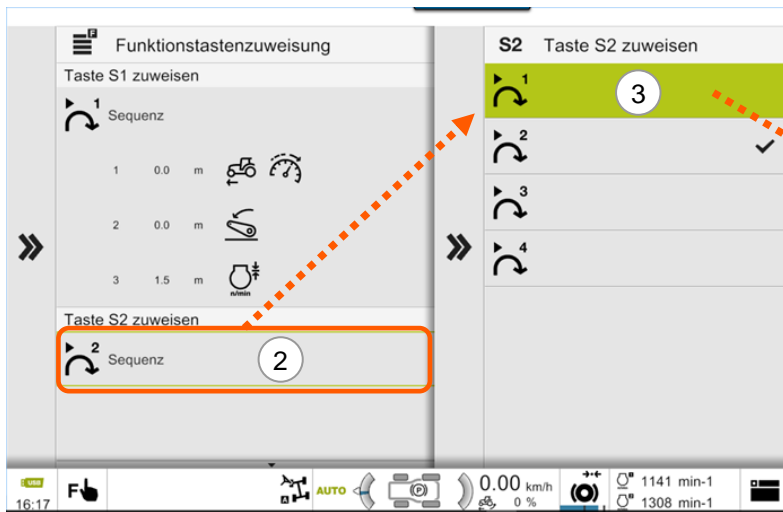 F
Funktionstastenzuweisung
Taste S1 zuweisen
1
Sequenz
1 0.0 m
2 0.0 m
3 1.5 m
n/min
Taste S2 zuweisen
2
Sequenz
2
S2 Taste S2 zuweisen
1
3
2
3
4
USB
16:17
F
A
AUTO
P
0.00 km/h
0 %
1141 min-1
1308 min-1